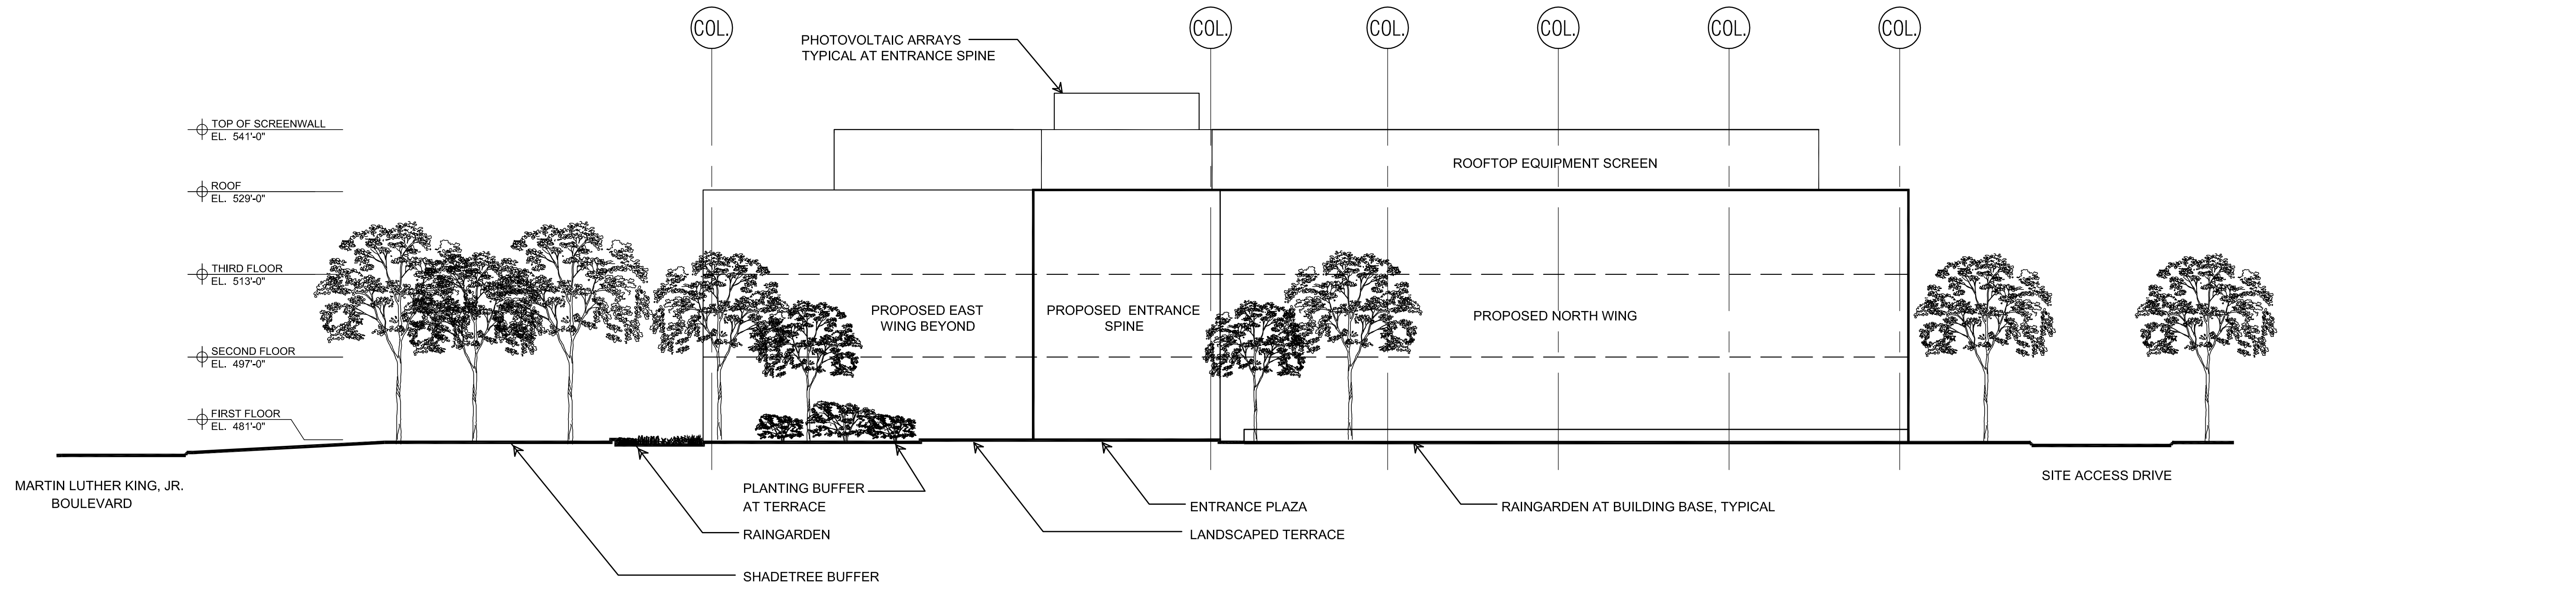 COL. COL. COL. COL. COL. COL.
PHOTOVOLTAIC ARRAYS
TYPICAL AT ENTRANCE SPINE
TOP OF SCREENWALL
EL. 541'-0"
ROOFTOP EQUIPMENT SCREEN
ROOF
EL. 529'-0"
THIRD FLOOR
EL. 513'-0"
PROPOSED EAST
WING BEYOND
PROPOSED ENTRANCE
SPINE
PROPOSED NORTH WING
SECOND FLOOR
EL. 497'-0"
FIRST FLOOR
EL. 481'-0"
MARTIN LUTHER KING, JR.
BOULEVARD
SITE ACCESS DRIVE
PLANTING BUFFER
AT TERRACE
ENTRANCE PLAZA
RAINGARDEN AT BUILDING BASE, TYPICAL
RAINGARDEN
LANDSCAPED TERRACE
SHADETREE BUFFER